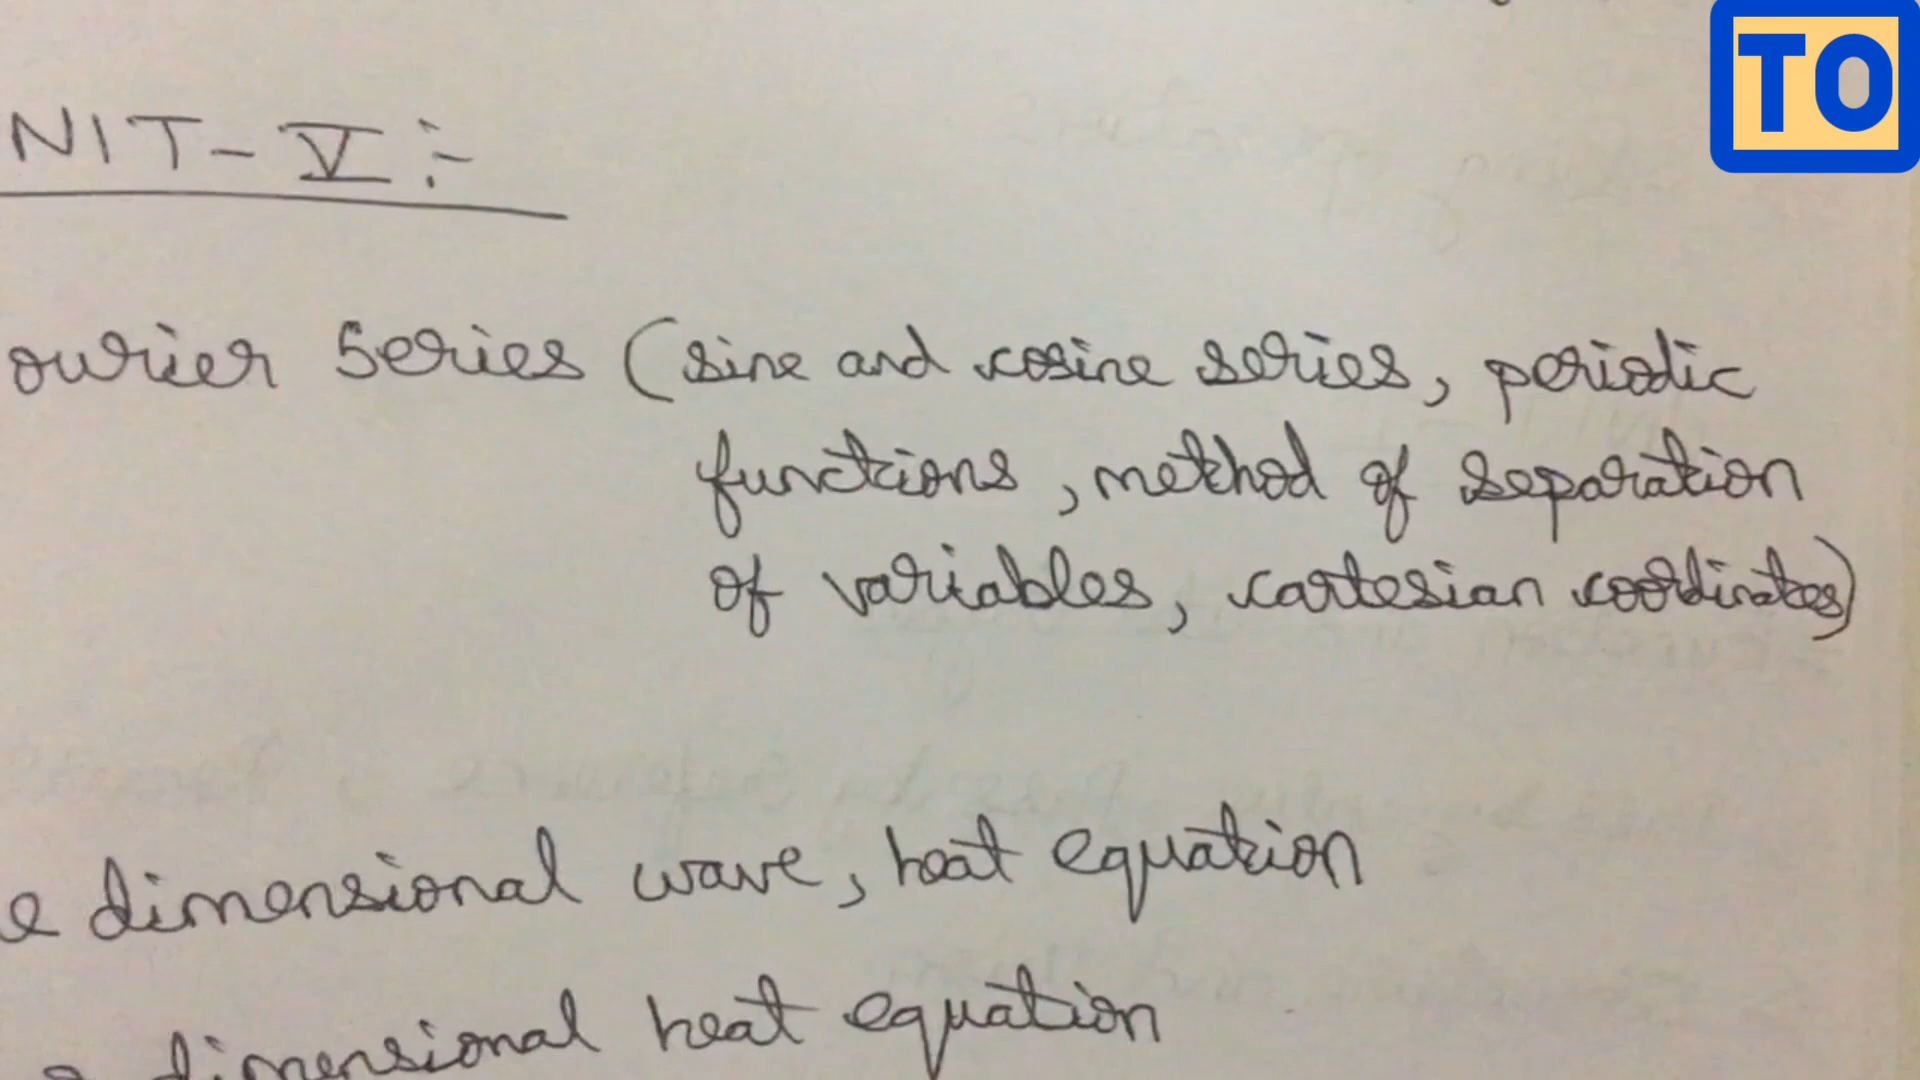 TO
NIT-V:-
ourier Series (sine and cosine series, periodic
functions, method of separation
of variables, cartesian coordinates)
e dimensional wave, heat equation
dimensional heat equation